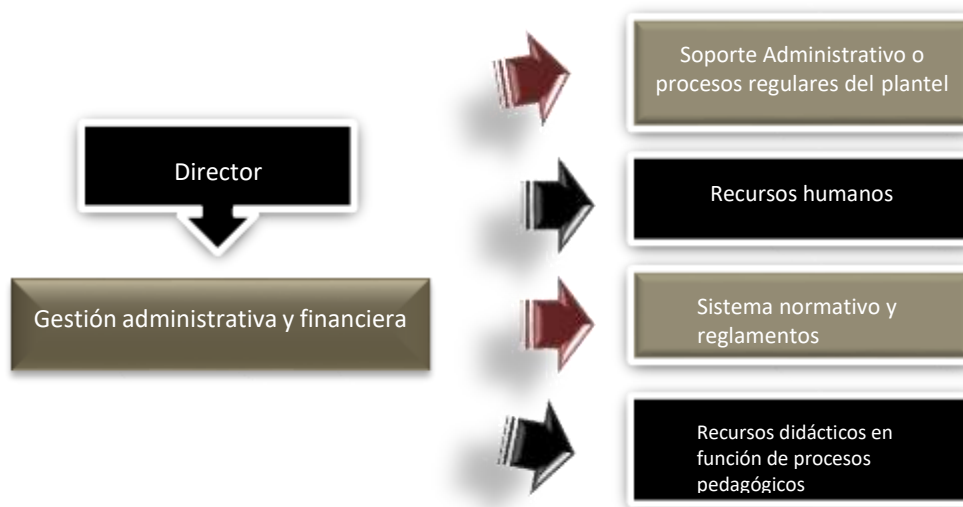 Director
Gestión administrativa y financiera
Soporte Administrativo o
procesos regulares del plantel
Recursos humanos
Sistema normativo y
reglamentos
Recursos didácticos en
función de procesos
pedagógicos